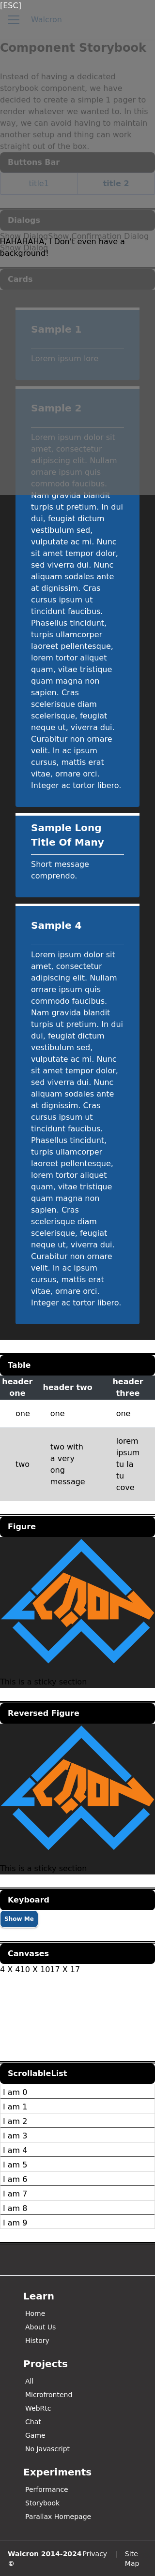 [ESC]
Walcron
Component Storybook
Instead of having a dedicated
storybook component, we have
decided to create a simple 1 pager to
render whatever we wanted to. In this
way, we can avoid having to maintain
another setup and thing can work
straight out of the box.
Buttons Bar
title1
title 2
Dialogs
Show Dialog
Show Confirmation Dialog
HAHAHAHA, I Don't even have a
Show Dialog
background!
Cards
Sample 1
Lorem ipsum lore
Sample 2
Lorem ipsum dolor sit
amet, consectetur
adipiscing elit. Nullam
ornare ipsum quis
commodo faucibus.
Nam gravida blandit
turpis ut pretium. In dui
dui, feugiat dictum
vestibulum sed,
vulputate ac mi. Nunc
sit amet tempor dolor,
sed viverra dui. Nunc
aliquam sodales ante
at dignissim. Cras
cursus ipsum ut
tincidunt faucibus.
Phasellus tincidunt,
turpis ullamcorper
laoreet pellentesque,
lorem tortor aliquet
quam, vitae tristique
quam magna non
sapien. Cras
scelerisque diam
scelerisque, feugiat
neque ut, viverra dui.
Curabitur non ornare
velit. In ac ipsum
cursus, mattis erat
vitae, ornare orci.
Integer ac tortor libero.
Sample Long
Title Of Many
Short message
comprendo.
Sample 4
Lorem ipsum dolor sit
amet, consectetur
adipiscing elit. Nullam
ornare ipsum quis
commodo faucibus.
Nam gravida blandit
turpis ut pretium. In dui
dui, feugiat dictum
vestibulum sed,
vulputate ac mi. Nunc
sit amet tempor dolor,
sed viverra dui. Nunc
aliquam sodales ante
at dignissim. Cras
cursus ipsum ut
tincidunt faucibus.
Phasellus tincidunt,
turpis ullamcorper
laoreet pellentesque,
lorem tortor aliquet
quam, vitae tristique
quam magna non
sapien. Cras
scelerisque diam
scelerisque, feugiat
neque ut, viverra dui.
Curabitur non ornare
velit. In ac ipsum
cursus, mattis erat
vitae, ornare orci.
Integer ac tortor libero.
Table
header one
header two
header three
one
one
one
two
two with
a very
ong
message
lorem
ipsum
tu la
tu
cove
Figure
This is a sticky section
Reversed Figure
This is a sticky section
Keyboard
Show Me
Canvases
4 X 410 X 1017 X 17
ScrollableList
I am 0
I am 1
I am 2
I am 3
I am 4
I am 5
I am 6
I am 7
I am 8
I am 9
Learn
Home
About Us
History
Projects
All
Microfrontend
WebRtc
Chat
Game
No Javascript
Experiments
Performance
Storybook
Parallax Homepage
Walcron 2014-2024 ©
Privacy | Site Map